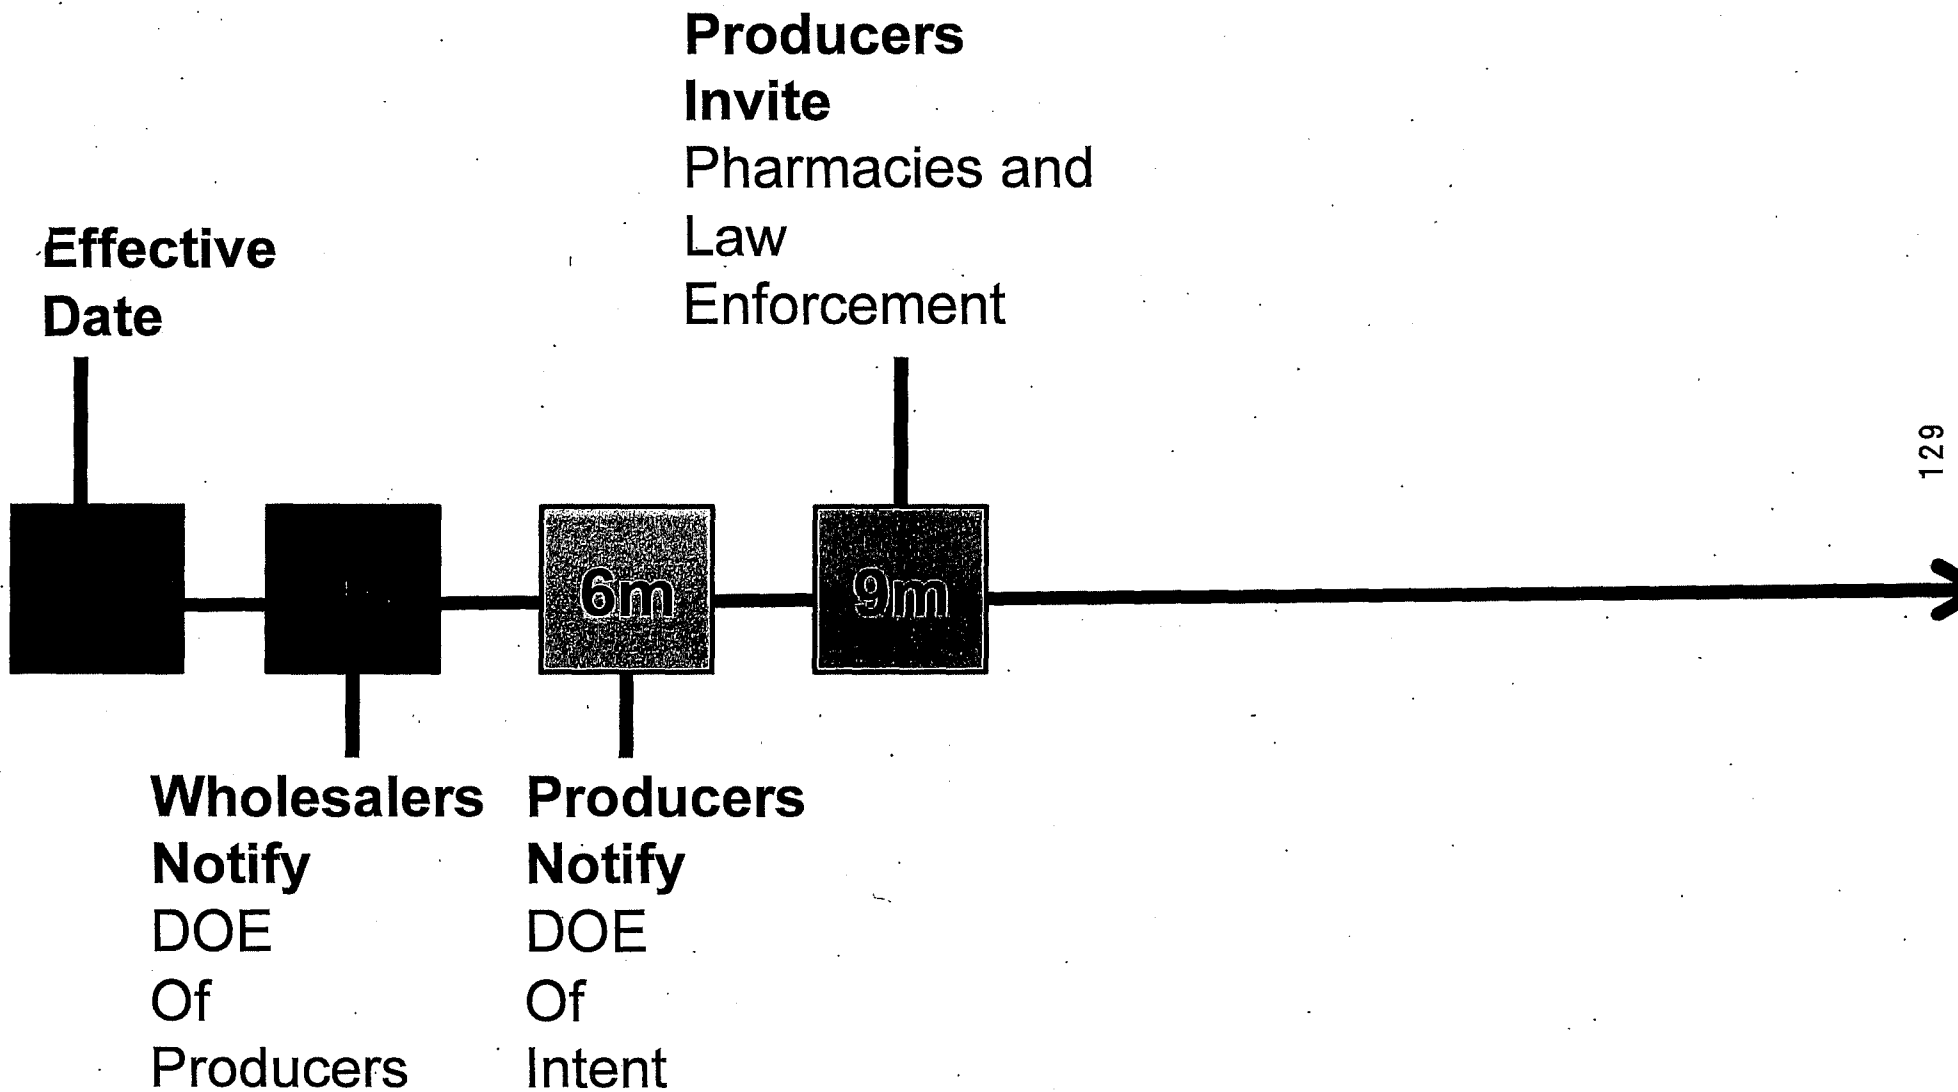 Producers
Invite
Pharmacies and
Law
Enforcement
Effective
Date
129
6m
9m
Wholesalers
Notify
DOE
Of
Producers
Producers
Notify
DOE
Of
Intent